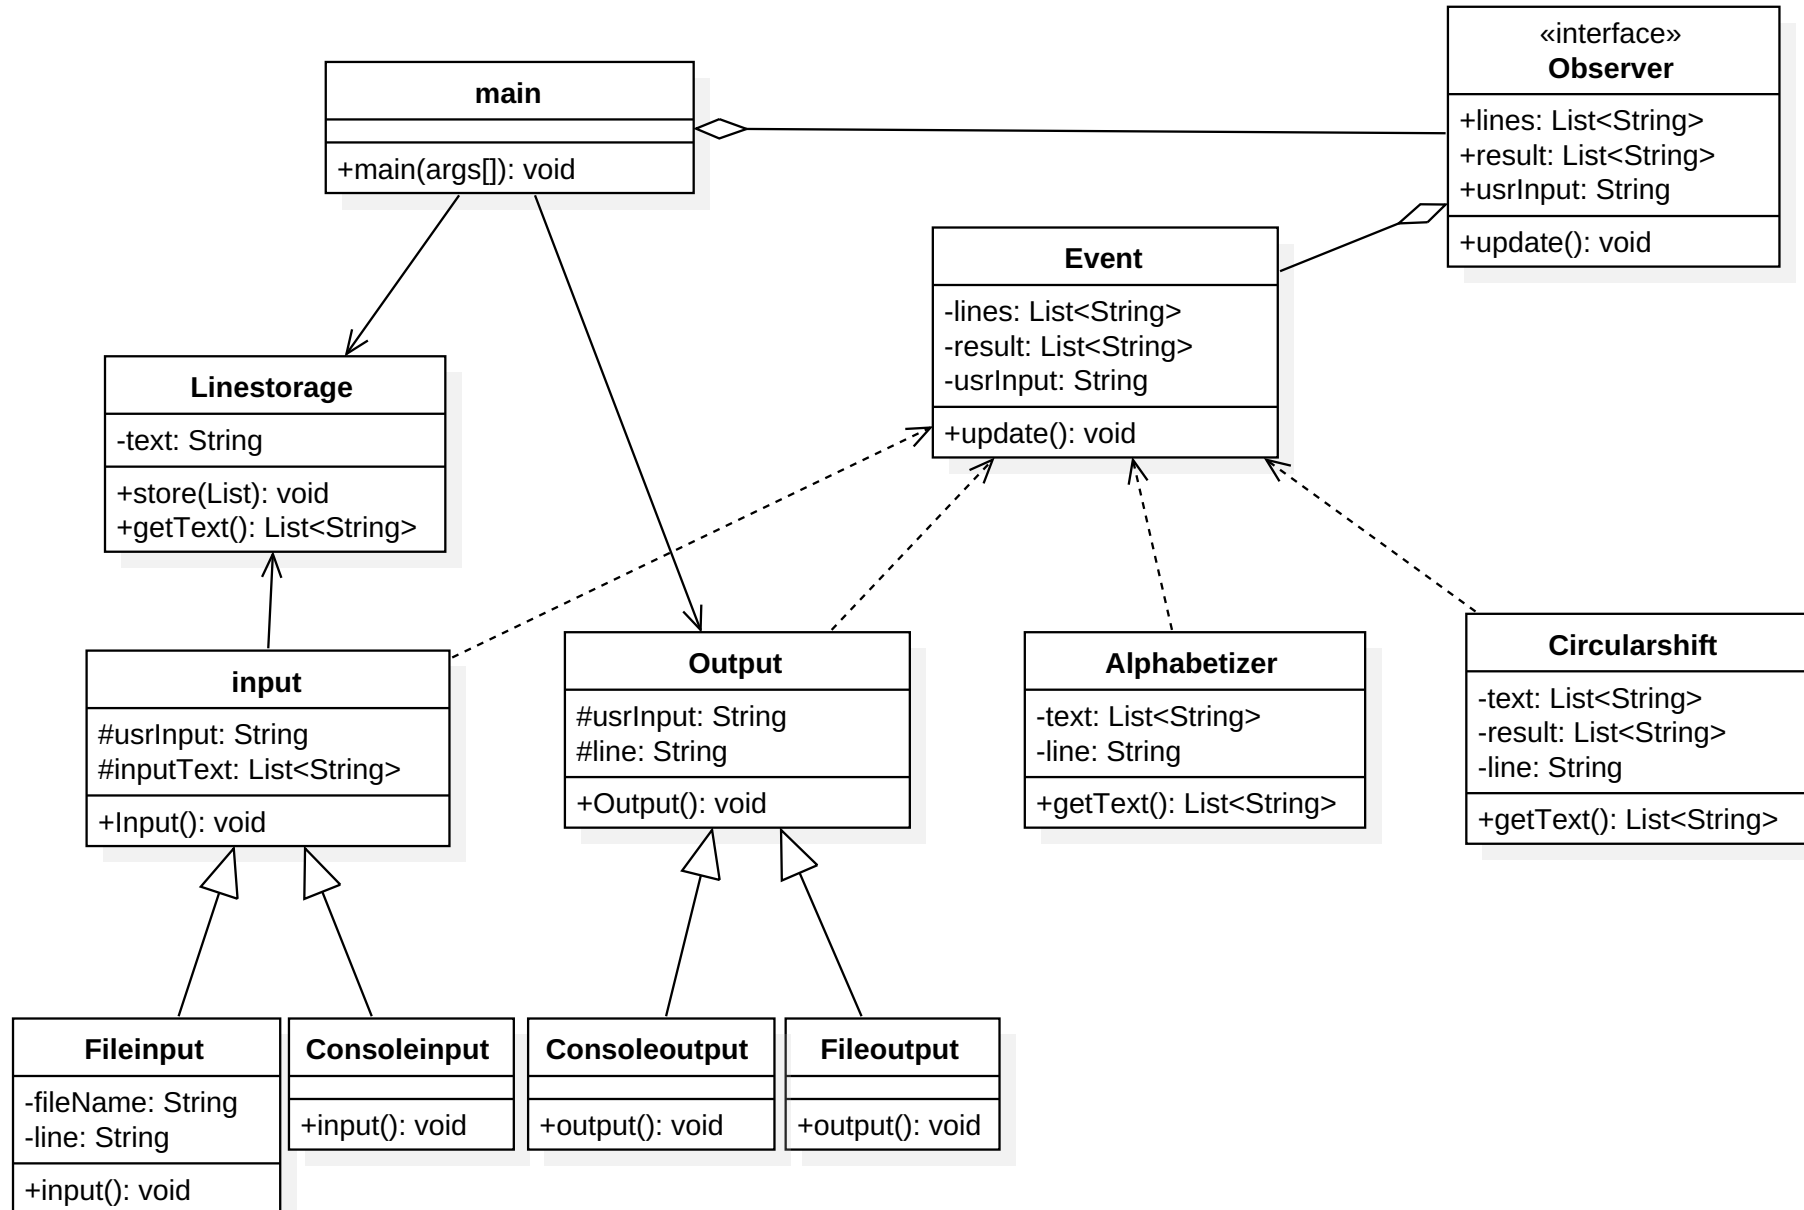 «interface»
Observer
+lines: List<String>
+result: List<String>
+usrInput: String
+update(): void
main
+main(args[]): void
Event
-lines: List<String>
-result: List<String>
-usrInput: String
+update(): void
Linestorage
-text: String
+store(List): void
+getText(): List<String>
input
#usrInput: String
#inputText: List<String>
+Input(): void
Output
#usrInput: String
#line: String
+Output(): void
Alphabetizer
-text: List<String>
-line: String
+getText(): List<String>
Circularshift
-text: List<String>
-result: List<String>
-line: String
+getText(): List<String>
Fileinput
-fileName: String
-line: String
+input(): void
Consoleinput
+input(): void
Consoleoutput
+output(): void
Fileoutput
+output(): void